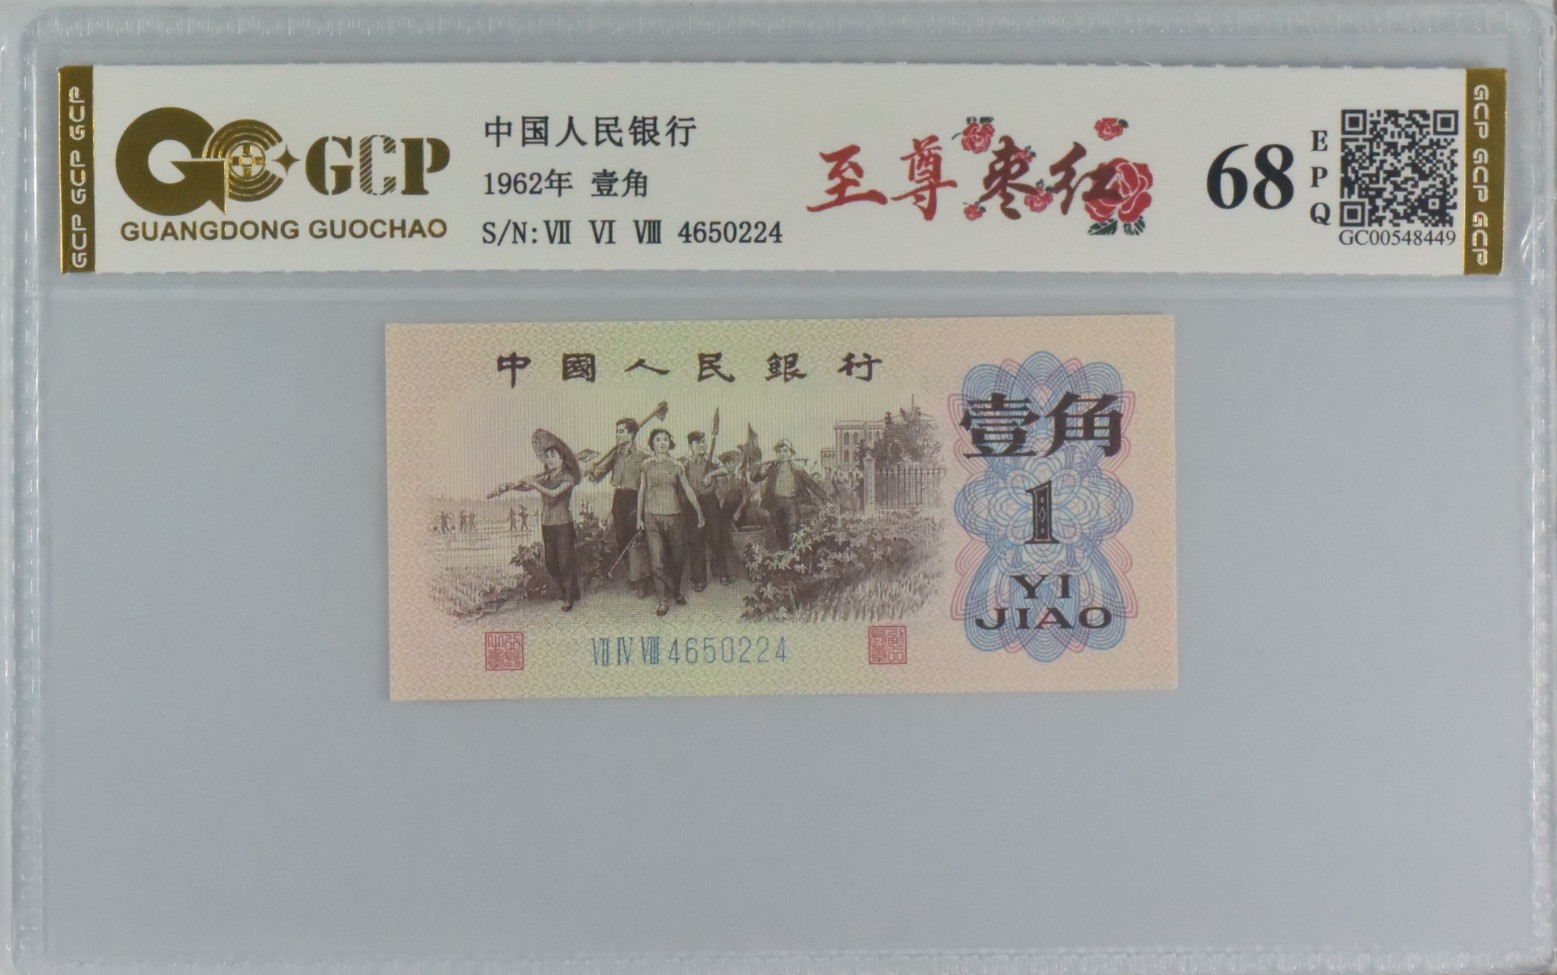 GCP GCP GCP
GCP
GUANGDONG GUOCHAO
中国人民银行
1962年 壹角
S/N: Ⅶ Ⅵ Ⅷ 4650224
至尊枣红
68
EPQ
GC00548449
GCP GCP GCP
中國人民銀行
壹角
1
YI
JIAO
Ⅶ Ⅳ Ⅷ 4650224